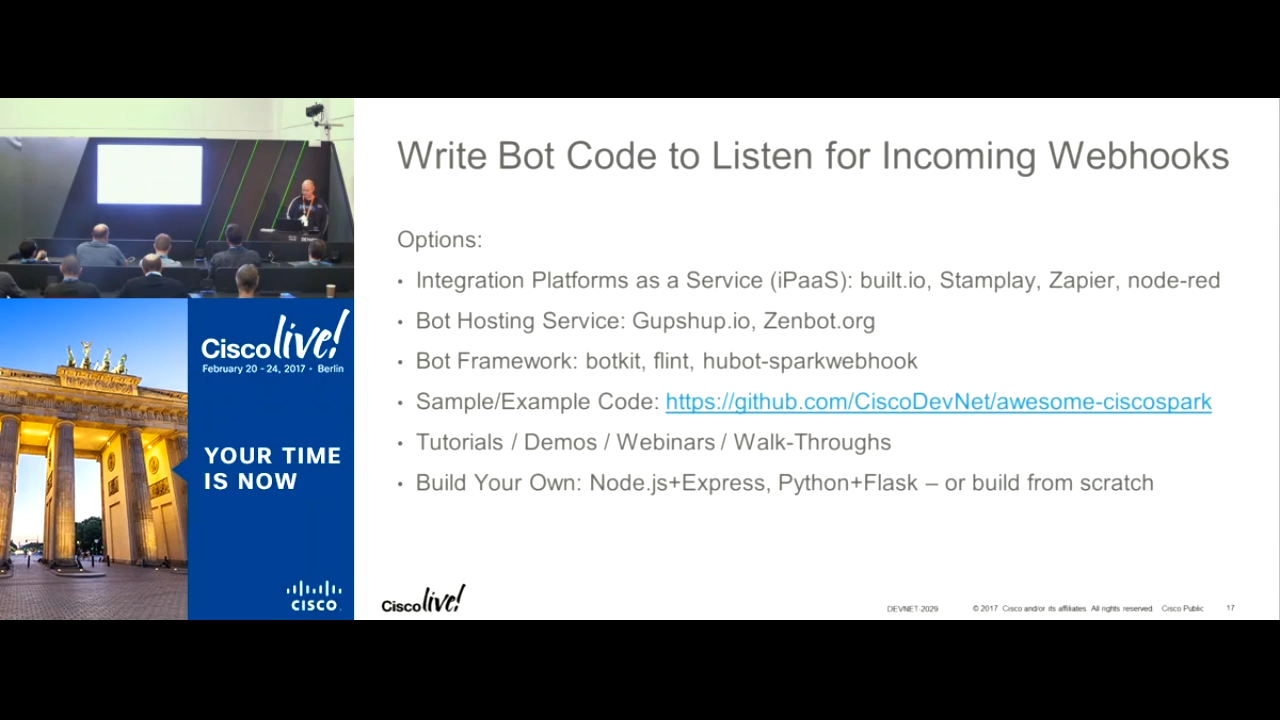 Write Bot Code to Listen for Incoming Webhooks
Options:
• Integration Platforms as a Service (iPaaS): built.io, Stamplay, Zapier, node-red
• Bot Hosting Service: Gupshup.io, Zenbot.org
• Bot Framework: botkit, flint, hubot-sparkwebhook
• Sample/Example Code: https://github.com/CiscoDevNet/awesome-ciscospark
• Tutorials / Demos / Webinars / Walk-Throughs
• Build Your Own: Node.js+Express, Python+Flask – or build from scratch
Cisco live!
February 20 - 24, 2017 • Berlin
YOUR TIME
IS NOW
CISCO
Cisco live!
DEVNET-2029 © 2017 Cisco and/or its affiliates. All rights reserved. Cisco Public 17